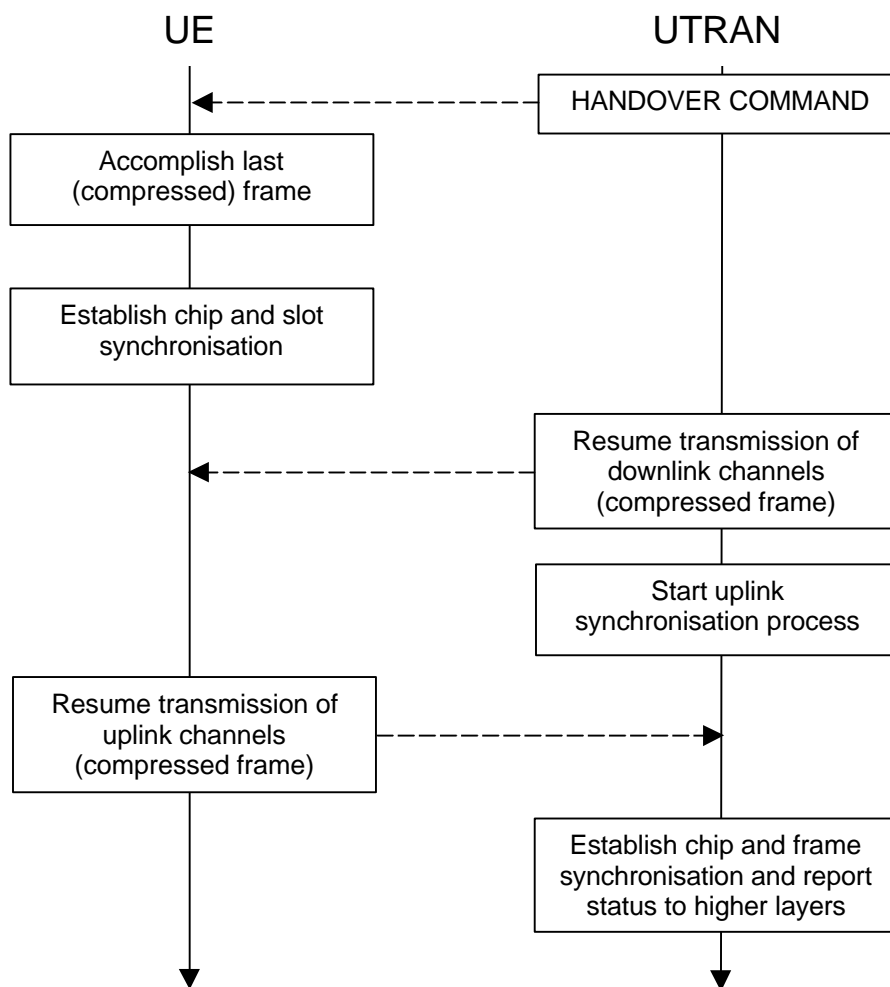 UE
UTRAN
HANDOVER COMMAND
Accomplish last
(compressed) frame
Establish chip and slot
synchronisation
Resume transmission of
downlink channels
(compressed frame)
Start uplink
synchronisation process
Resume transmission of
uplink channels
(compressed frame)
Establish chip and frame
synchronisation and report
status to higher layers